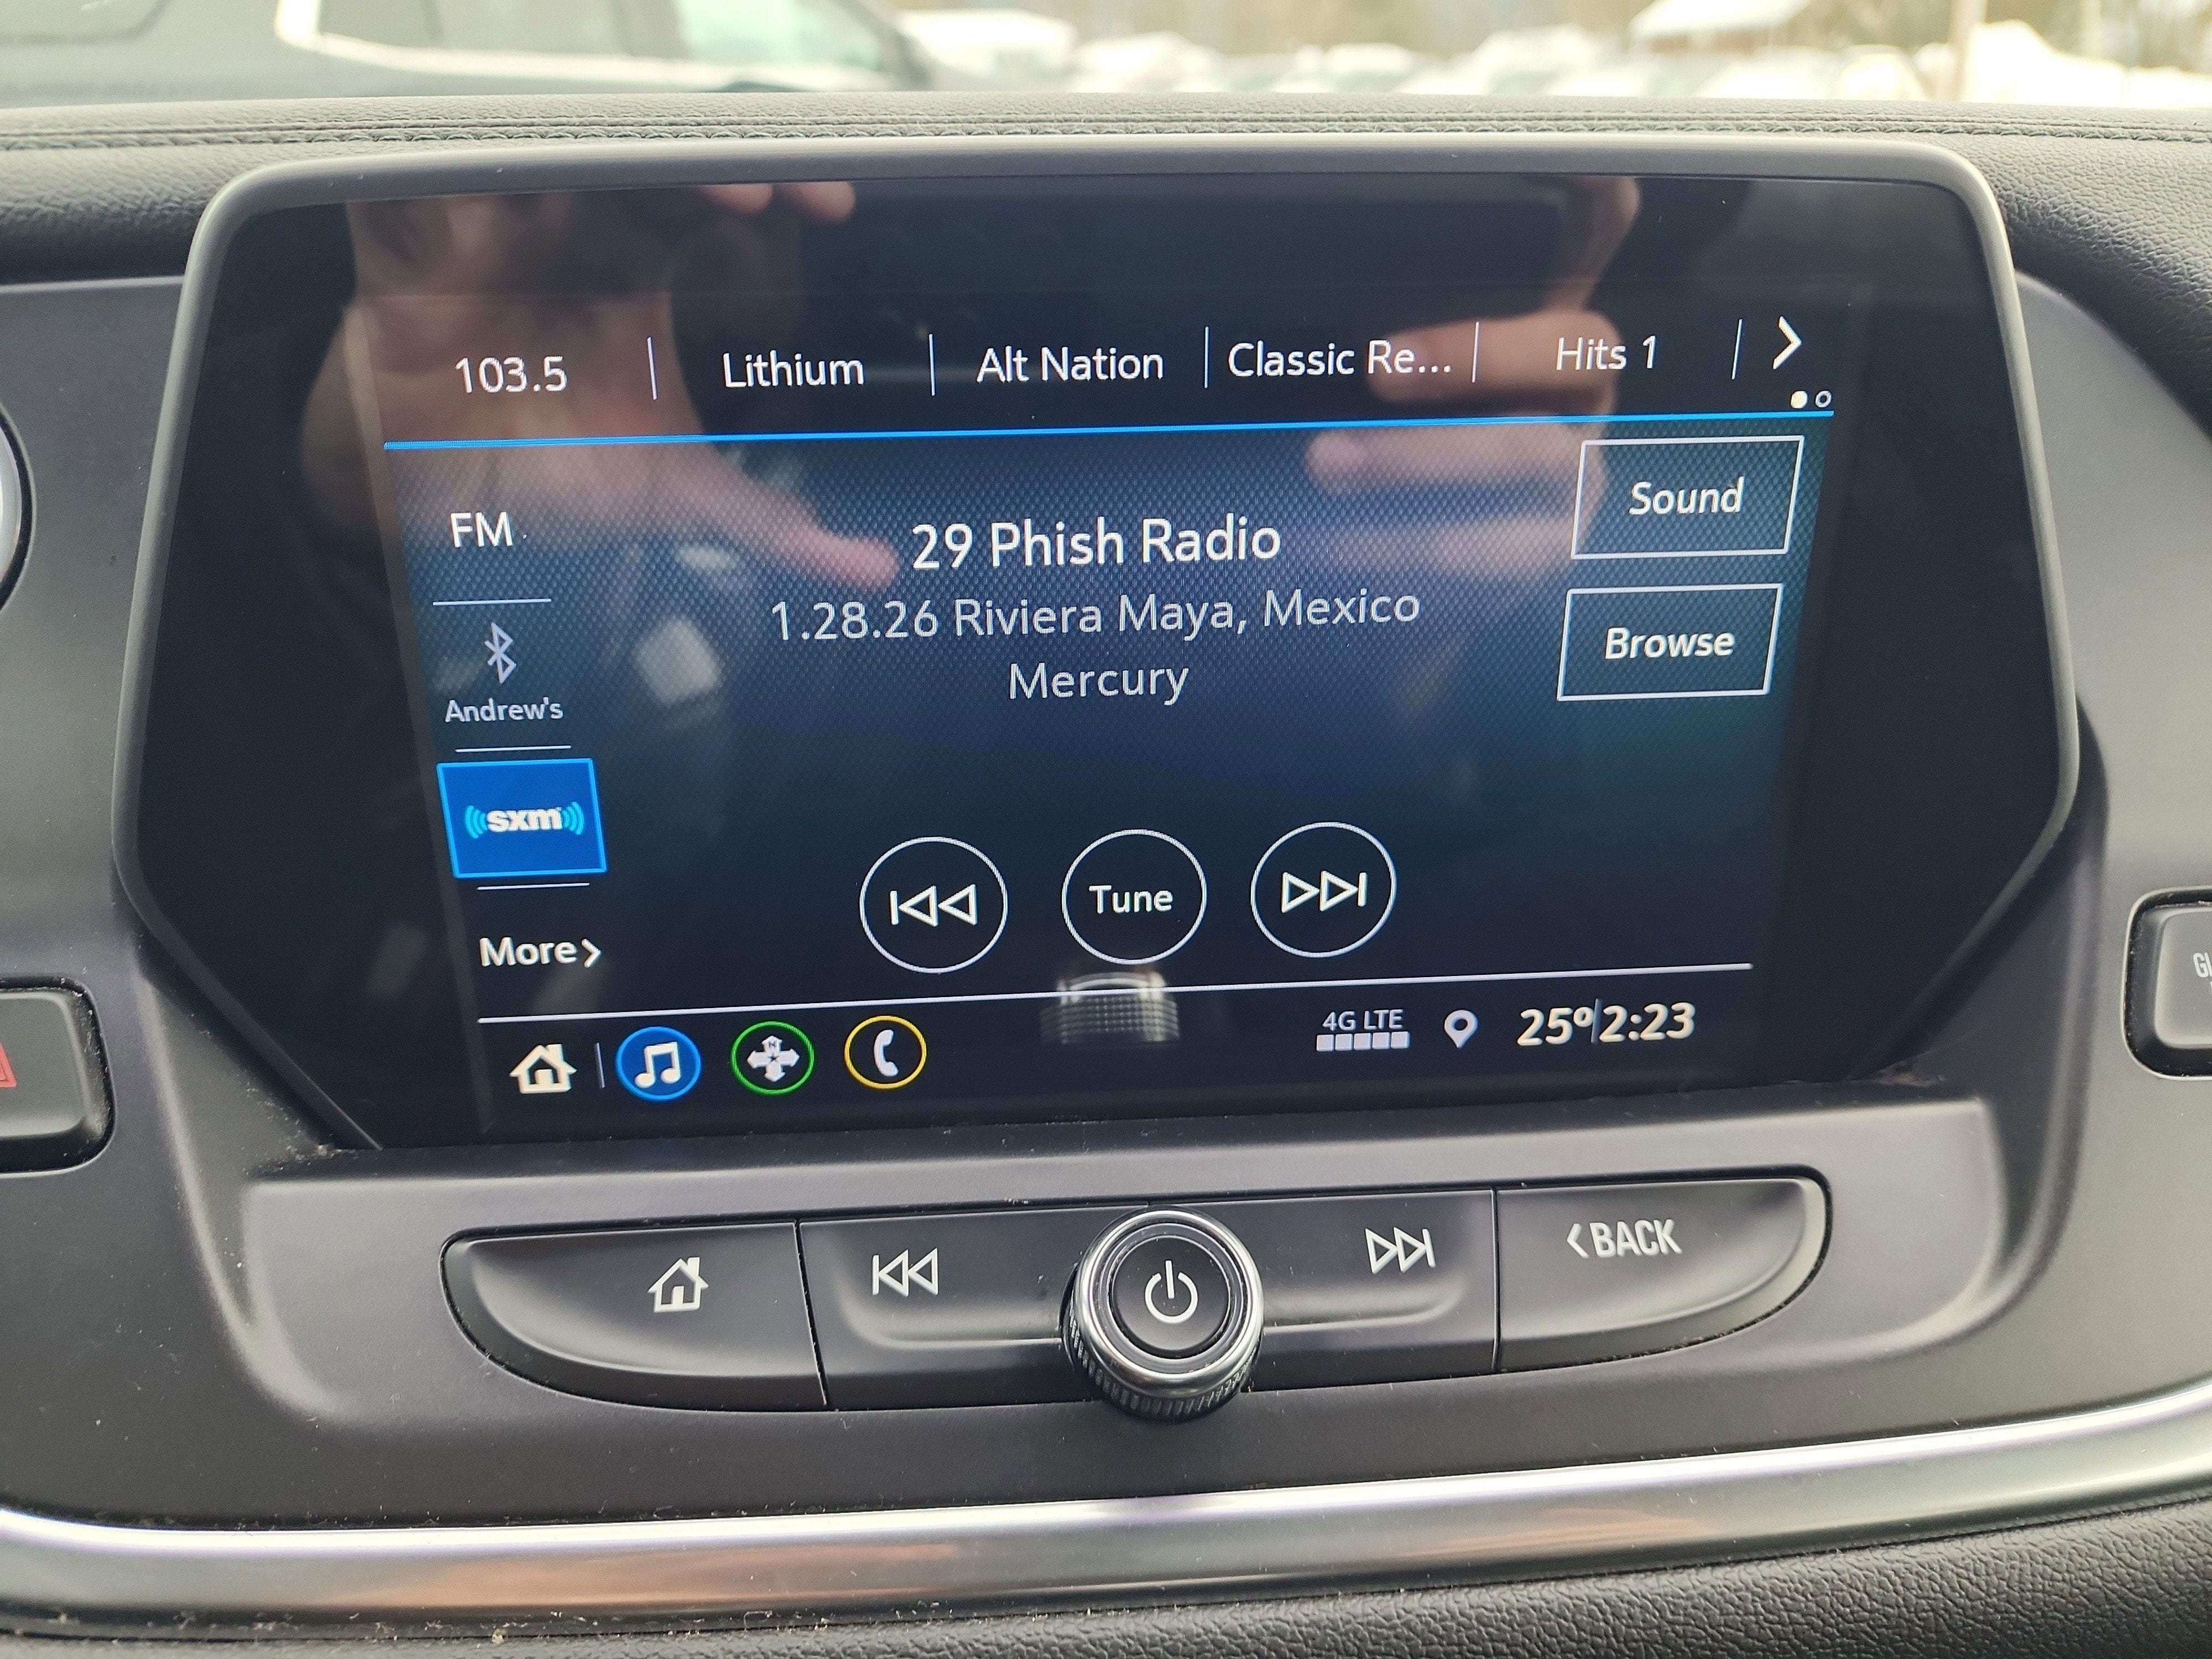 103.5 Lithium Alt Nation Classic Re... Hits 1
Sound
FM
29 Phish Radio
1.28.26 Riviera Maya, Mexico
Browse
Mercury
Andrew's
sxm
Tune
More
4G LTE
25° 2:23
BACK